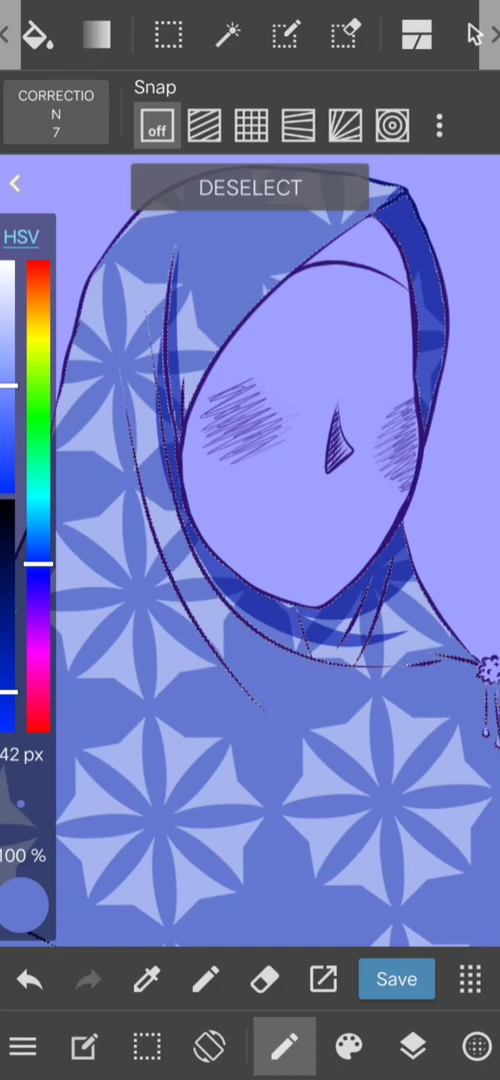 CORRECTIO
N
7
Snap
off
DESELECT
HSV
42 px
100 %
Save